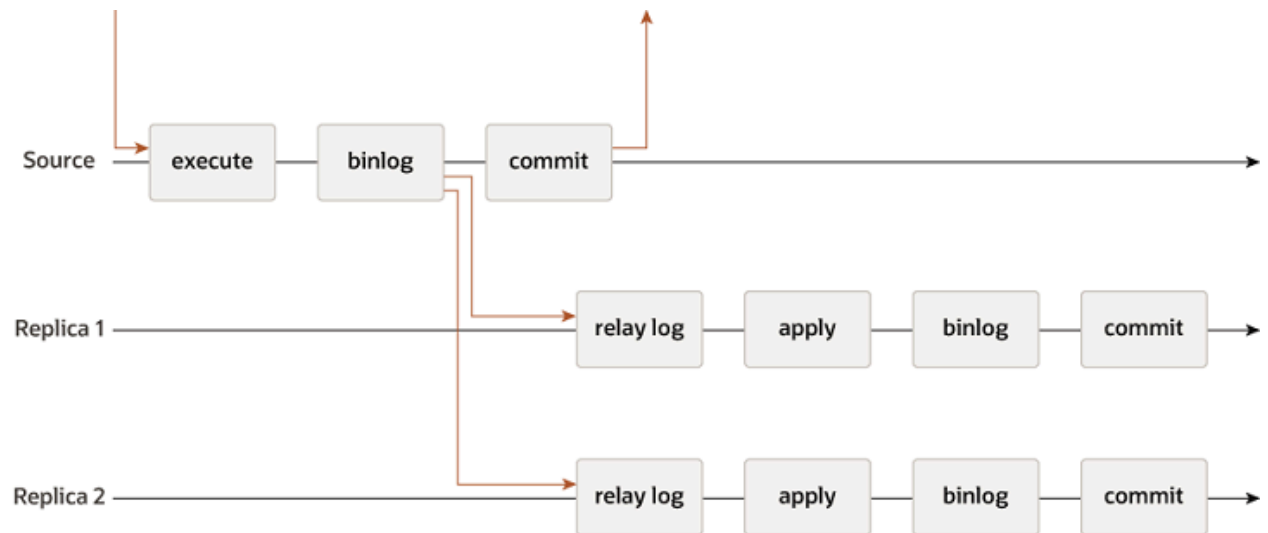 Source execute binlog commit
Replica 1 relay log apply binlog commit
Replica 2 relay log apply binlog commit